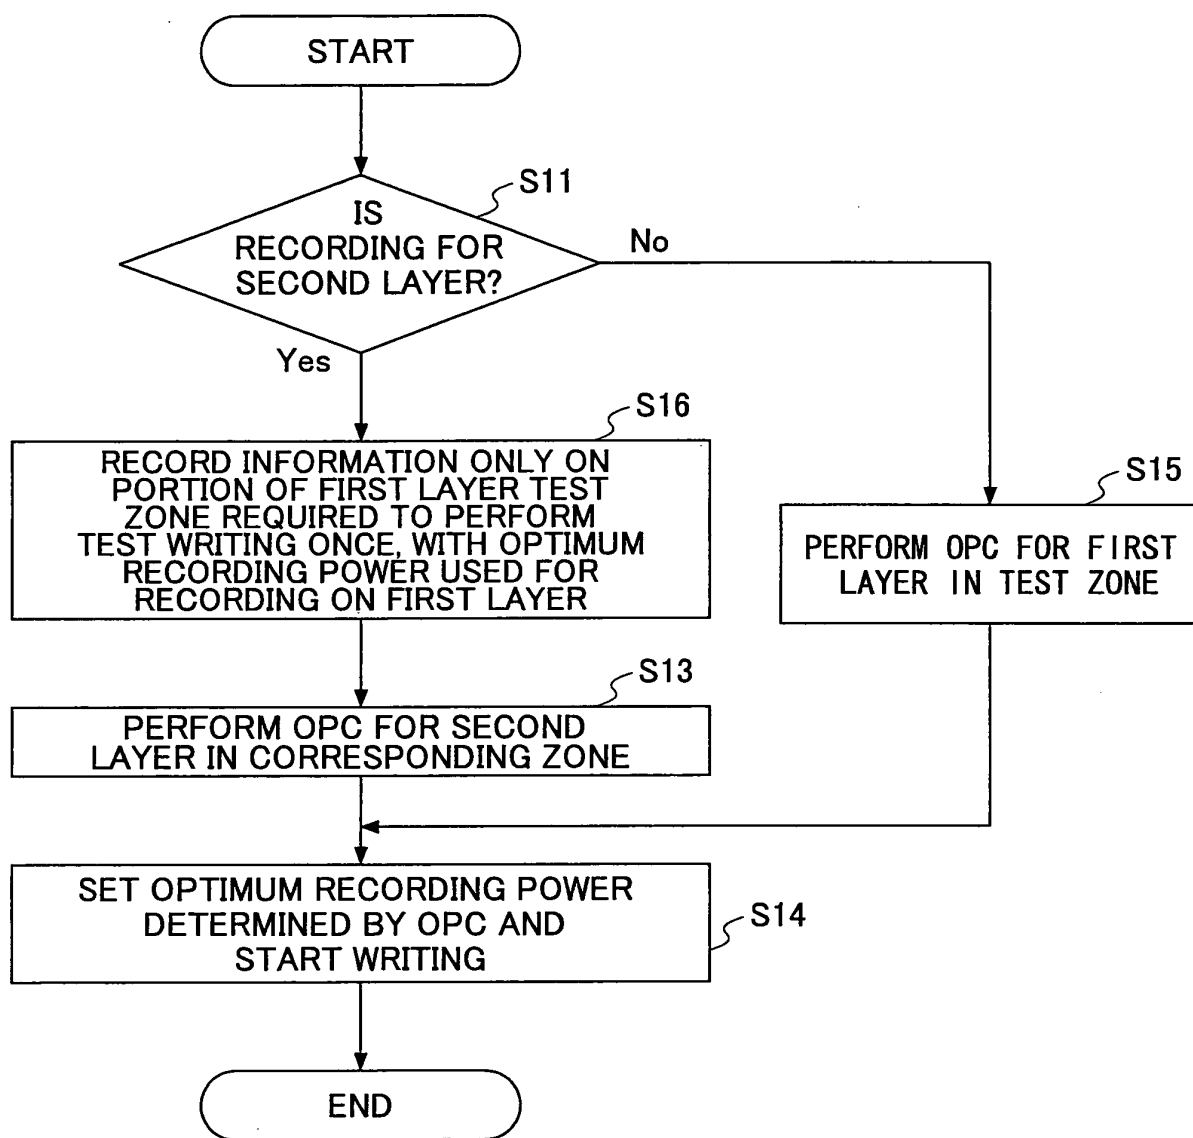 START
S11
IS
RECORDING FOR
SECOND LAYER?
No
Yes
S16
RECORD INFORMATION ONLY ON
PORTION OF FIRST LAYER TEST
ZONE REQUIRED TO PERFORM
TEST WRITING ONCE, WITH OPTIMUM
RECORDING POWER USED FOR
RECORDING ON FIRST LAYER
S15
PERFORM OPC FOR FIRST
LAYER IN TEST ZONE
S13
PERFORM OPC FOR SECOND
LAYER IN CORRESPONDING ZONE
SET OPTIMUM RECORDING POWER
DETERMINED BY OPC AND
START WRITING
S14
END